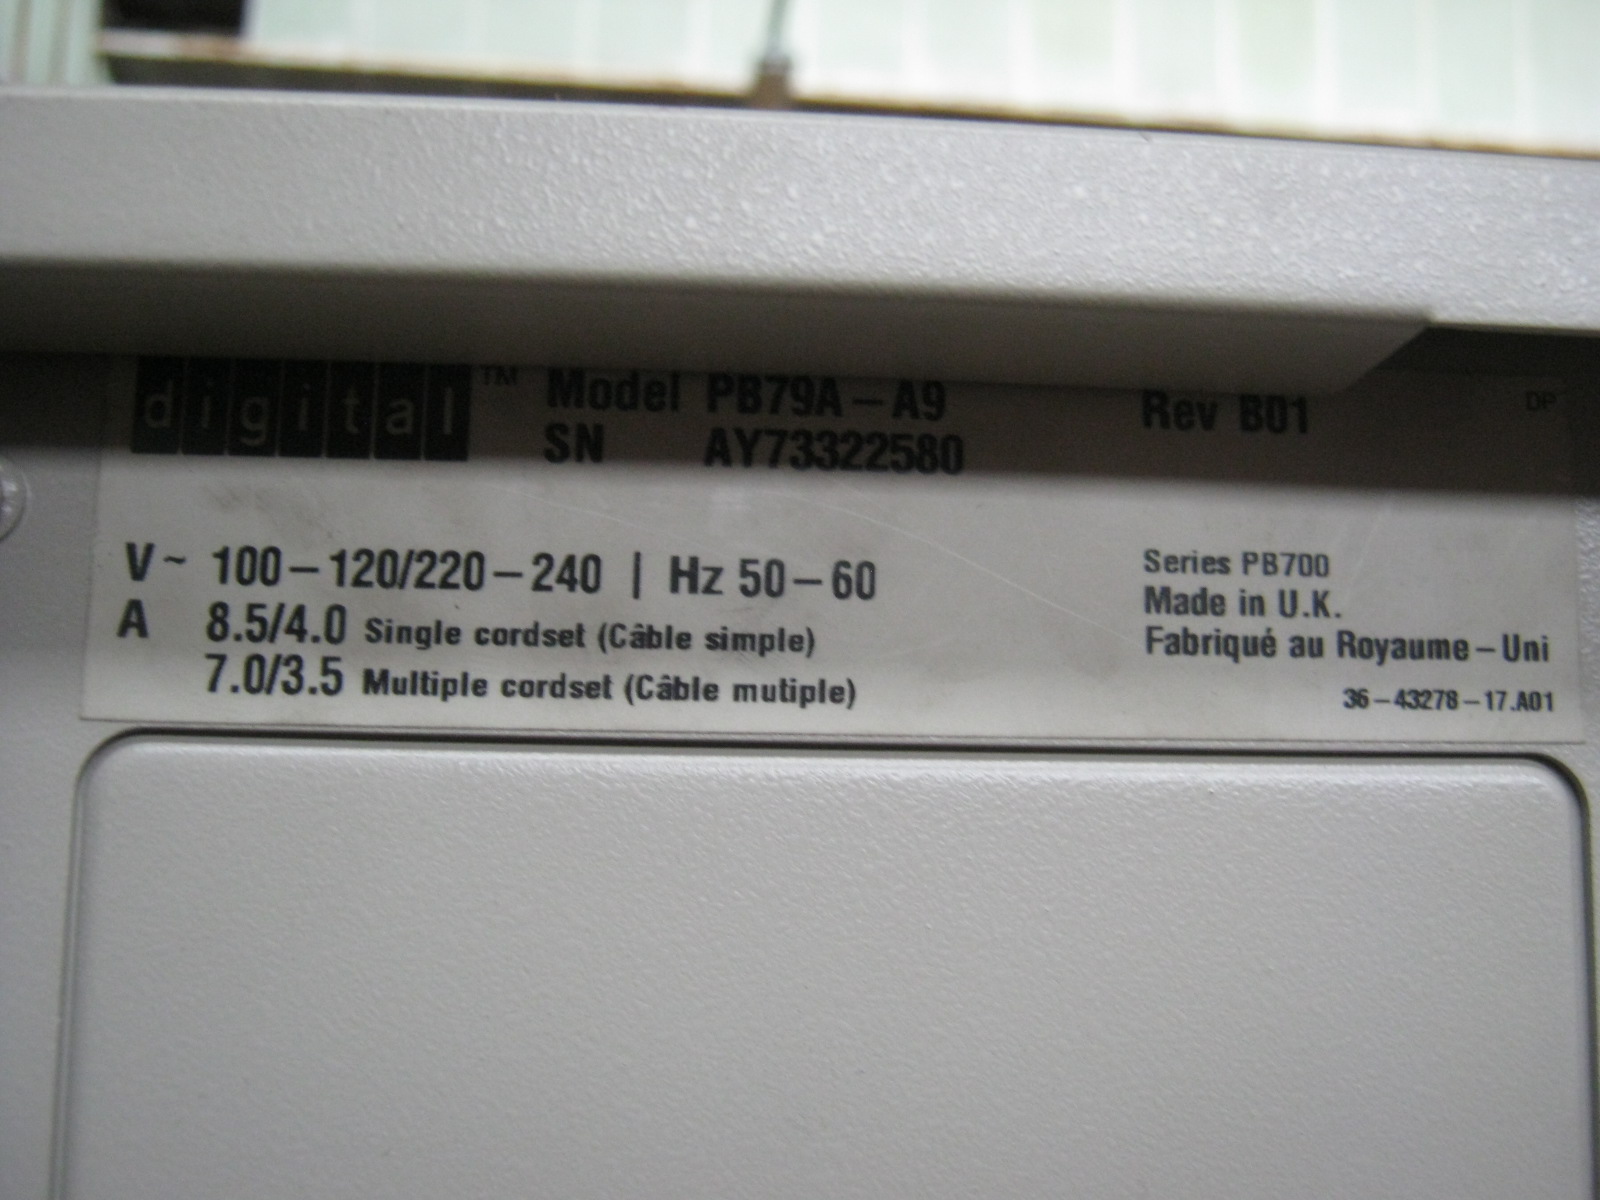 digital™ Model PB79A–A9 Rev B01 DP
SN AY73322580
V~ 100–120/220–240 | Hz 50–60
A 8.5/4.0 Single cordset (Câble simple)
7.0/3.5 Multiple cordset (Câble mutiple)
Series PB700
Made in U.K.
Fabriqué au Royaume–Uni
36–43278–17.A01